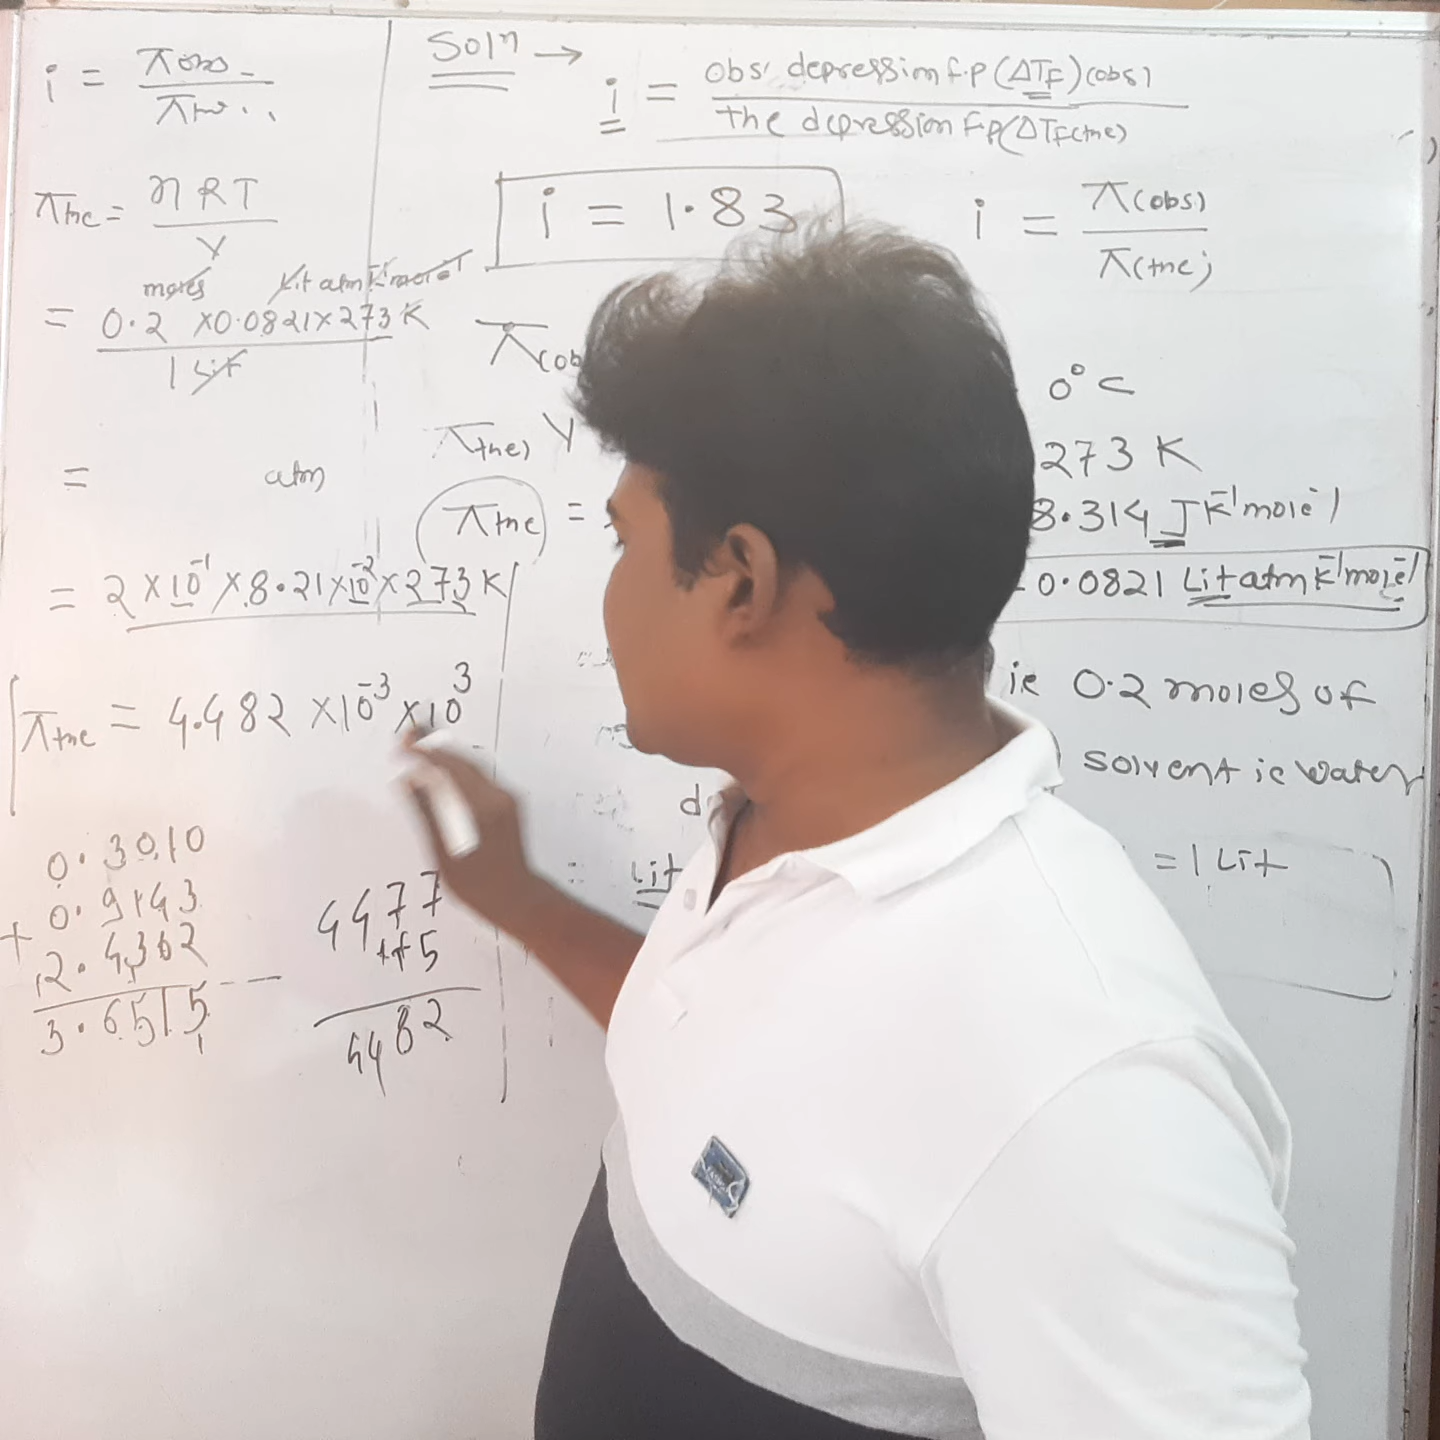 i = πobs
π
πthe = nRT
V
moles Lit atm K⁻¹ mole⁻¹
= 0.2 ×0.0821×273 K
1 Lit
= atm
= 2 ×10⁻¹ × 8.21×10⁻²×273 K
πthe = 4.482 ×10⁻³ ×10³
0.3010
0.9143
+
2.4362
3.6515
4477
++5
4482
Soln →
i = obs' depression f.p (ΔTf)(obs)
the depression F.P(ΔTF(the)
i = 1.83
i = π(obs)
π(the)
π(ob
π(the) V
πthe =
0°C
273 K
8.314 J K⁻¹ mole⁻¹
0.0821 Lit atm K⁻¹ mole⁻¹
ie 0.2 moles of
solvent ie water
d
= Lit
= 1 Lit